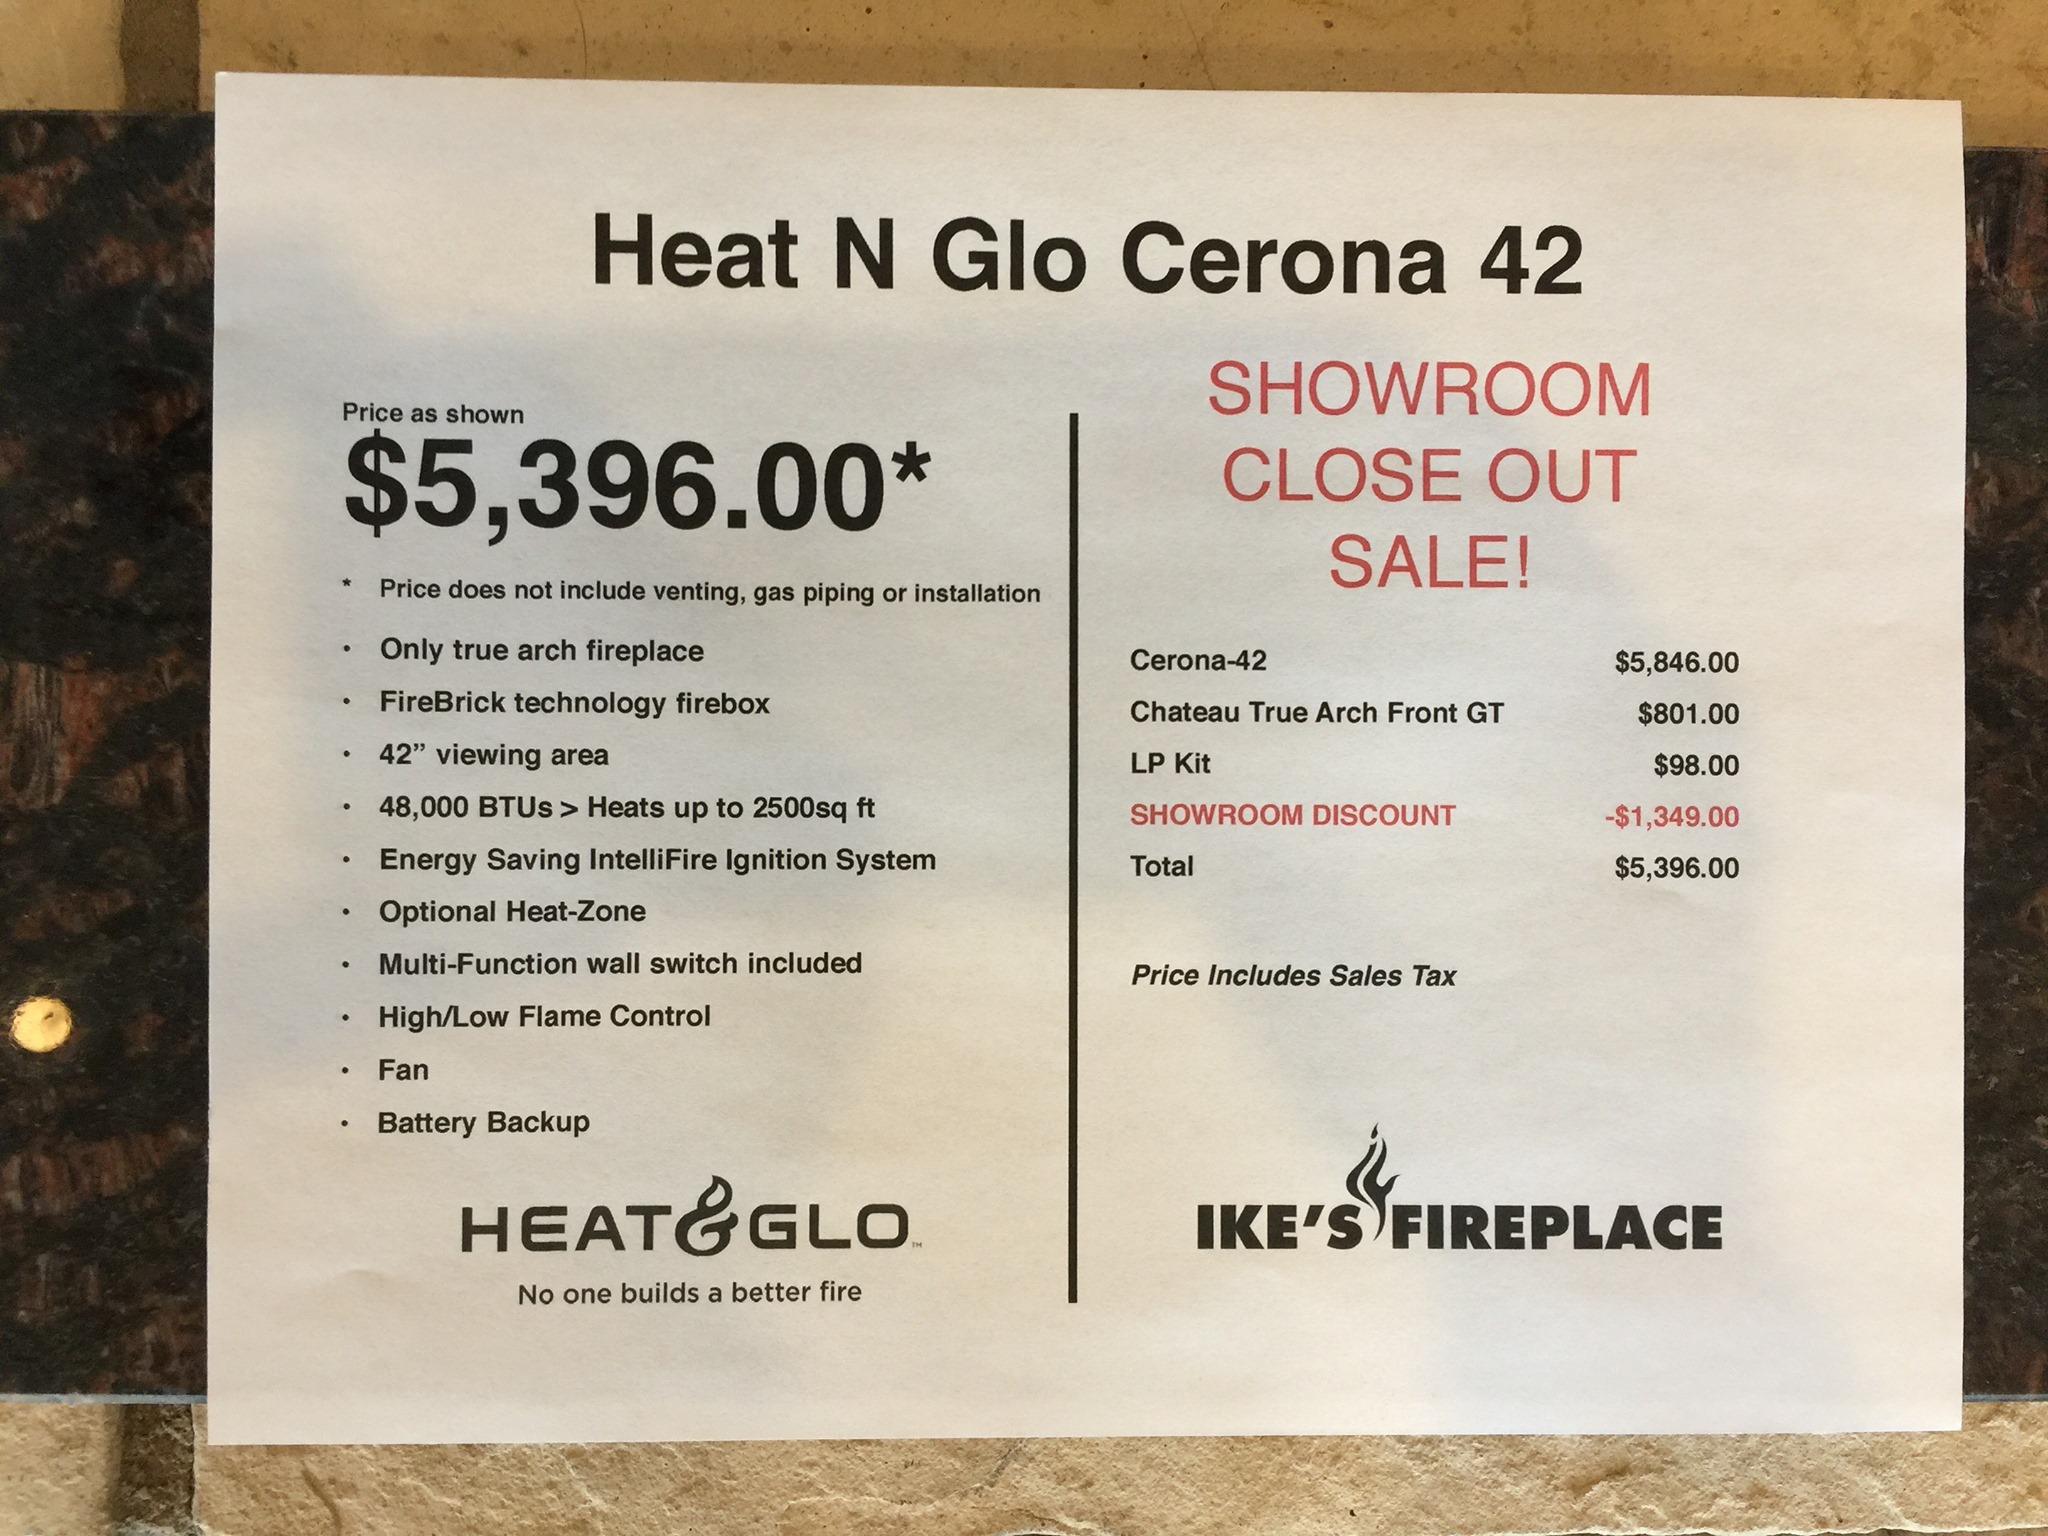 Heat N Glo Cerona 42
Price as shown
$5,396.00*
* Price does not include venting, gas piping or installation
• Only true arch fireplace
• FireBrick technology firebox
• 42” viewing area
• 48,000 BTUs > Heats up to 2500sq ft
• Energy Saving IntelliFire Ignition System
• Optional Heat-Zone
• Multi-Function wall switch included
• High/Low Flame Control
• Fan
• Battery Backup
HEAT&GLO™
No one builds a better fire
SHOWROOM
CLOSE OUT
SALE!
Cerona-42 $5,846.00
Chateau True Arch Front GT $801.00
LP Kit $98.00
SHOWROOM DISCOUNT -$1,349.00
Total $5,396.00
Price Includes Sales Tax
IKE’S FIREPLACE